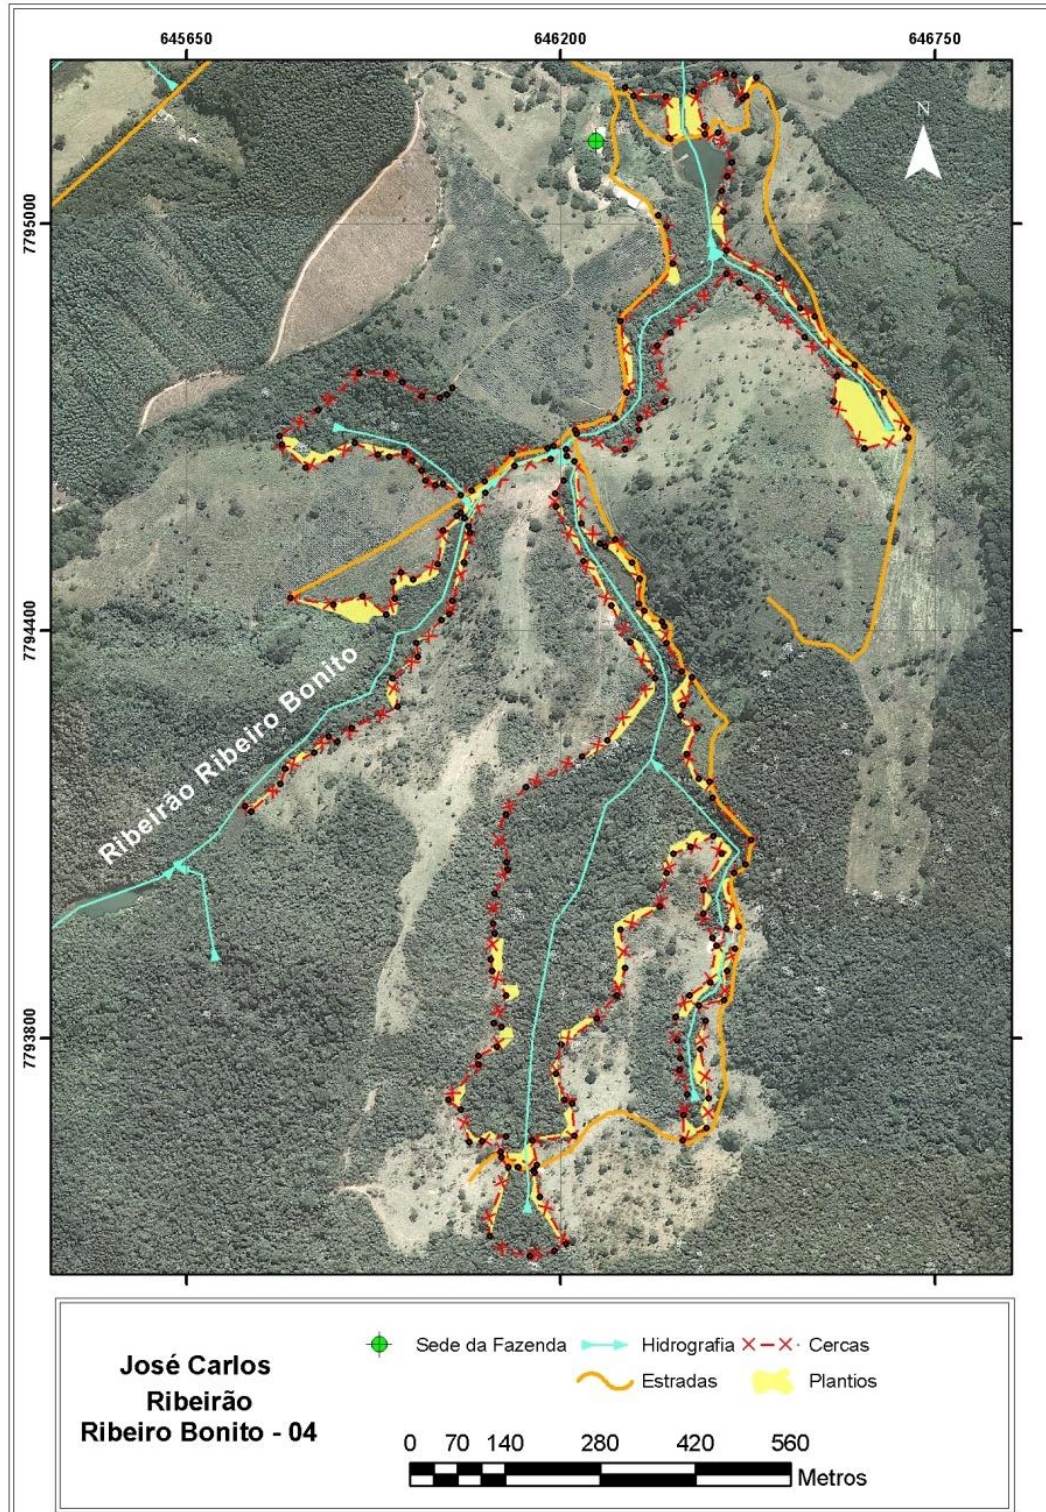 645650 646200 646750
N
7795000
7794400
7793800
Ribeirão Ribeiro Bonito
José Carlos
Ribeirão
Ribeiro Bonito - 04
Sede da Fazenda
Hidrografia
Cercas
Estradas
Plantios
0 70 140 280 420 560
Metros